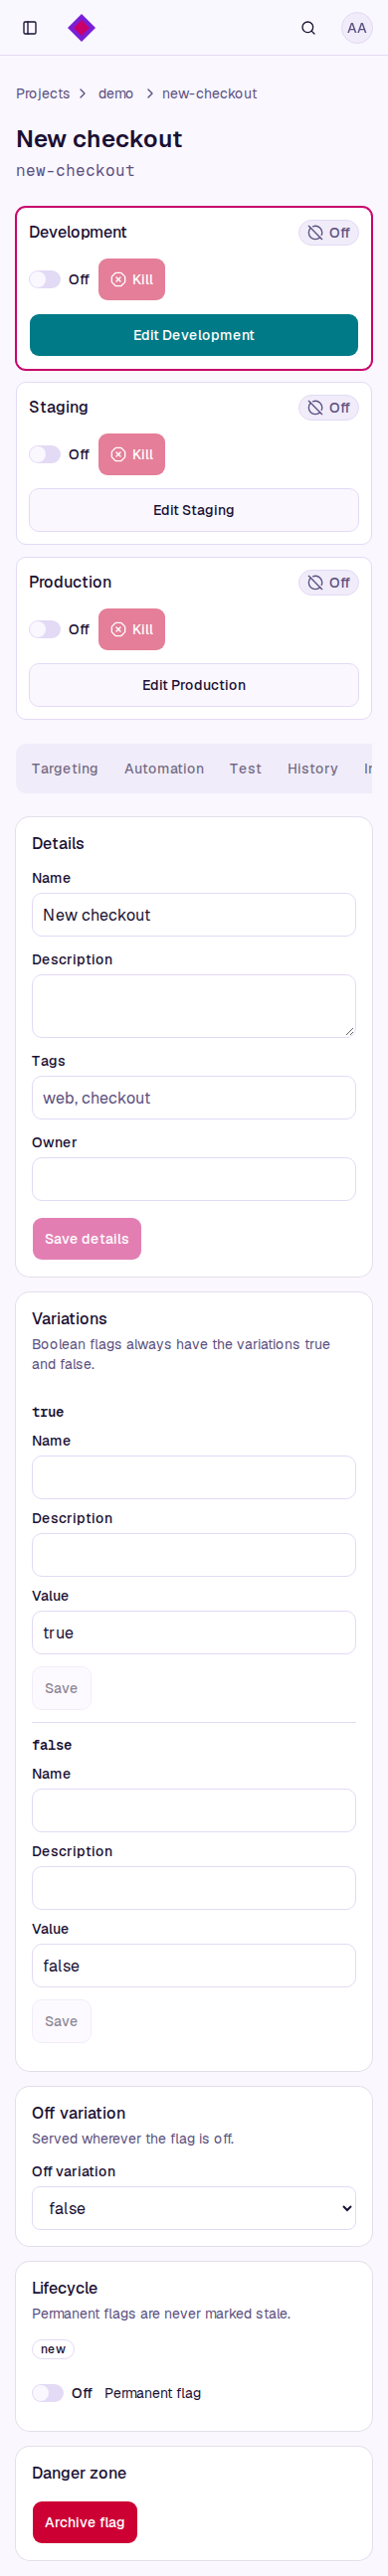 AA
Projects > demo > new-checkout
New checkout
new-checkout
Development Off
Off Kill
Edit Development
Staging Off
Off Kill
Edit Staging
Production Off
Off Kill
Edit Production
Targeting Automation Test History
Details
Name
New checkout
Description
Tags
web, checkout
Owner
Save details
Variations
Boolean flags always have the variations true
and false.
true
Name
Description
Value
true
Save
false
Name
Description
Value
false
Save
Off variation
Served wherever the flag is off.
Off variation
false
Lifecycle
Permanent flags are never marked stale.
new
Off Permanent flag
Danger zone
Archive flag